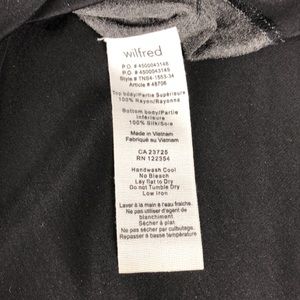 wilfred
P.O. #4500043148
P.O. #4500043149
Style # TNS4-1553-34
Article # 48706
Top body/Partie Supérieure
100% Rayon/Rayonne
Bottom body/Partie
Inférieure
100% Silk/Soie
Made in Vietnam
Fabriqué au Vietnam
CA 23725
RN 122354
Handwash Cool
No Bleach
Lay flat to Dry
Do not Tumble Dry
Low Iron
Laver à la main à l'eau fraîche.
Ne pas utiliser d'agent de
blanchiment.
Sécher à plat.
Ne pas sécher par culbutage.
Repasser à basse température